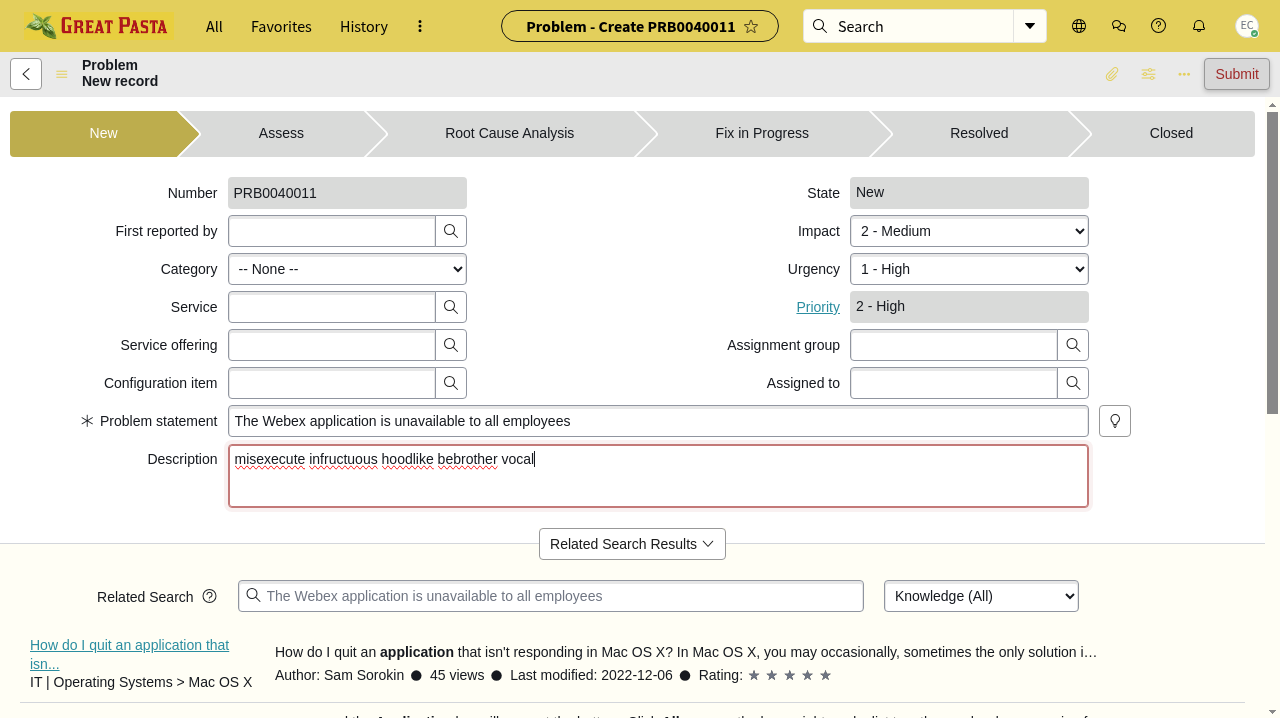 GREAT PASTA All Favorites History Problem - Create PRB0040011 Search EC
Problem
New record
Submit
New Assess Root Cause Analysis Fix in Progress Resolved Closed
Number PRB0040011 State New
First reported by Impact 2 - Medium
Category -- None -- Urgency 1 - High
Service Priority 2 - High
Service offering Assignment group
Configuration item Assigned to
Problem statement The Webex application is unavailable to all employees
Description misexecute infructuous hoodlike bebrother vocal
Related Search Results
Related Search The Webex application is unavailable to all employees Knowledge (All)
How do I quit an application that
isn...
IT | Operating Systems > Mac OS X
How do I quit an application that isn't responding in Mac OS X? In Mac OS X, you may occasionally, sometimes the only solution i...
Author: Sam Sorokin 45 views Last modified: 2022-12-06 Rating: